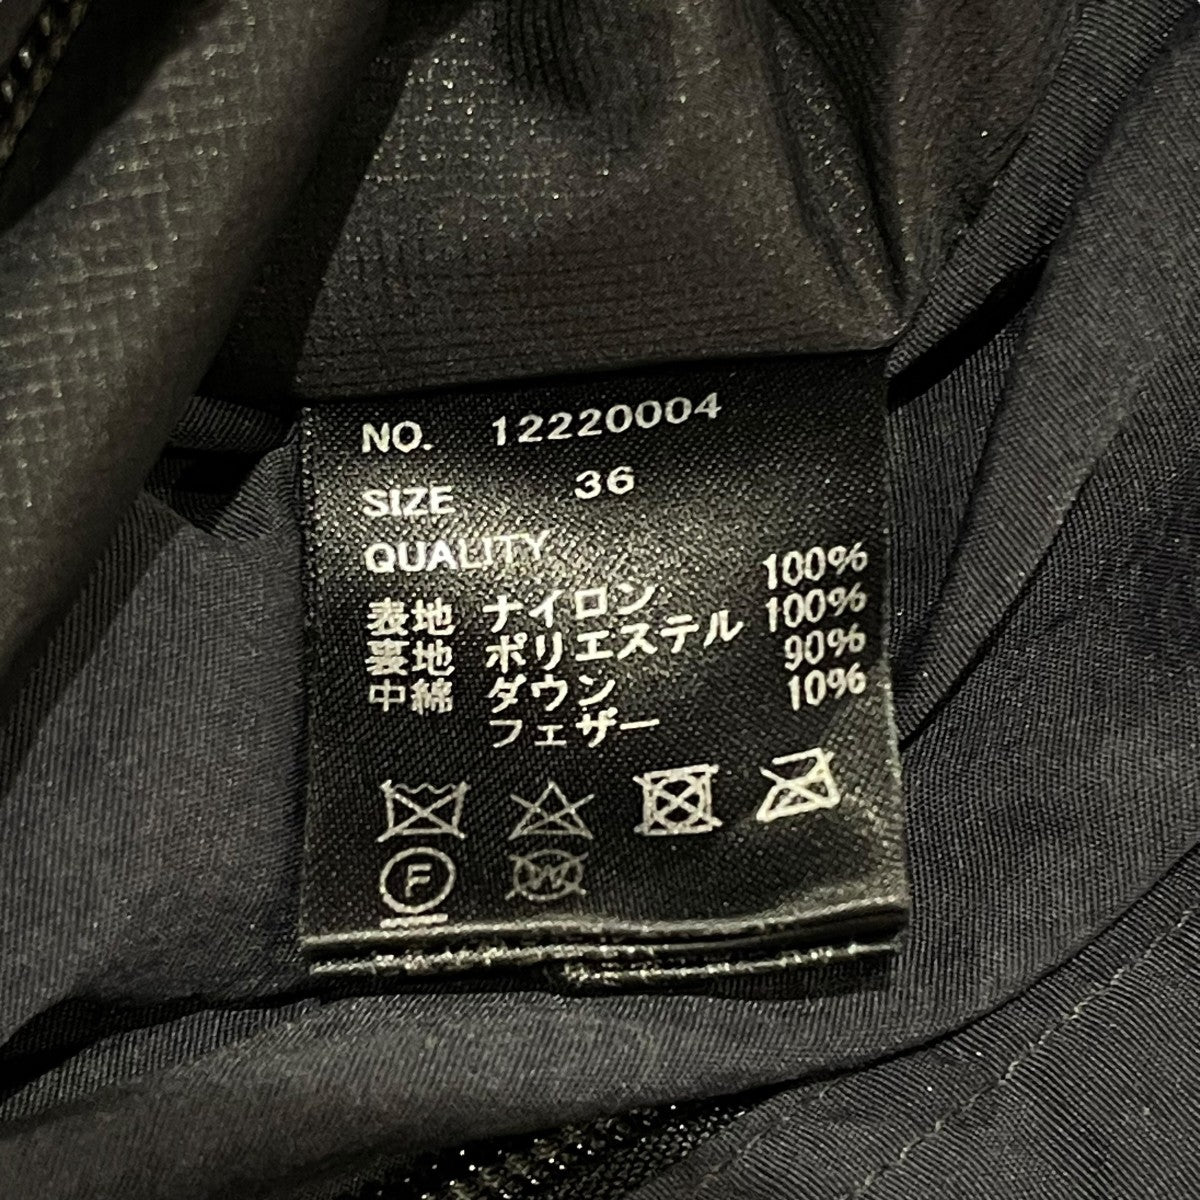 NO. 12220004
SIZE 36
QUALITY
表地 ナイロン 100%
裏地 ポリエステル 100%
中綿 ダウン 90%
フェザー 10%
F W